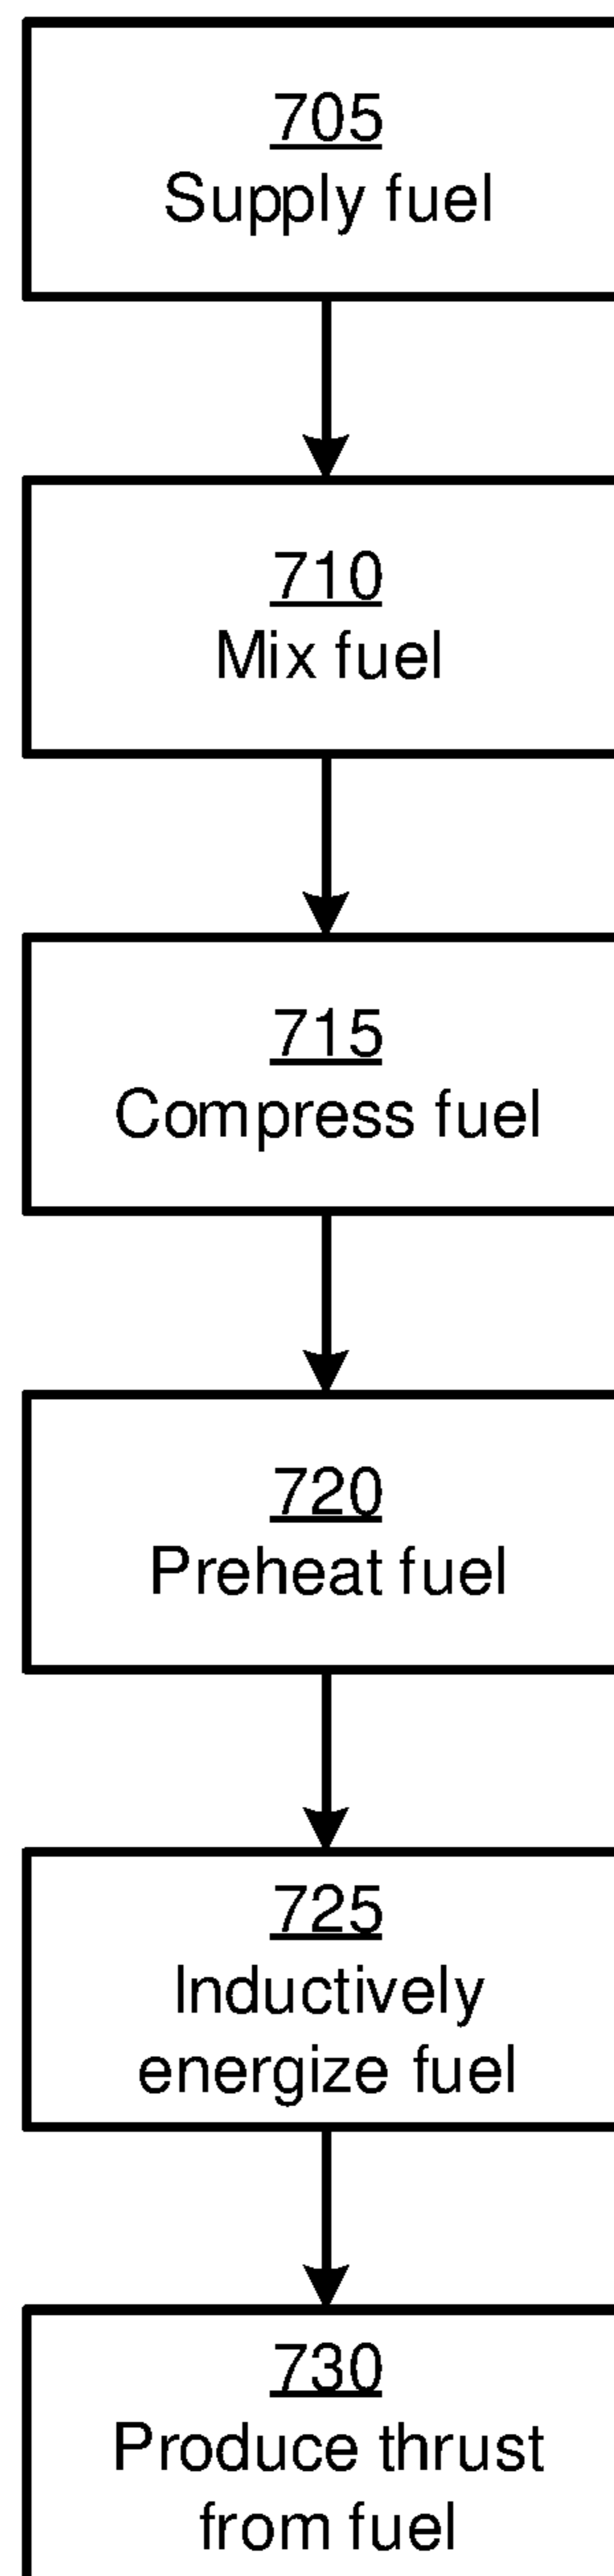 705
Supply fuel
710
Mix fuel
715
Compress fuel
720
Preheat fuel
725
Inductively
energize fuel
730
Produce thrust
from fuel